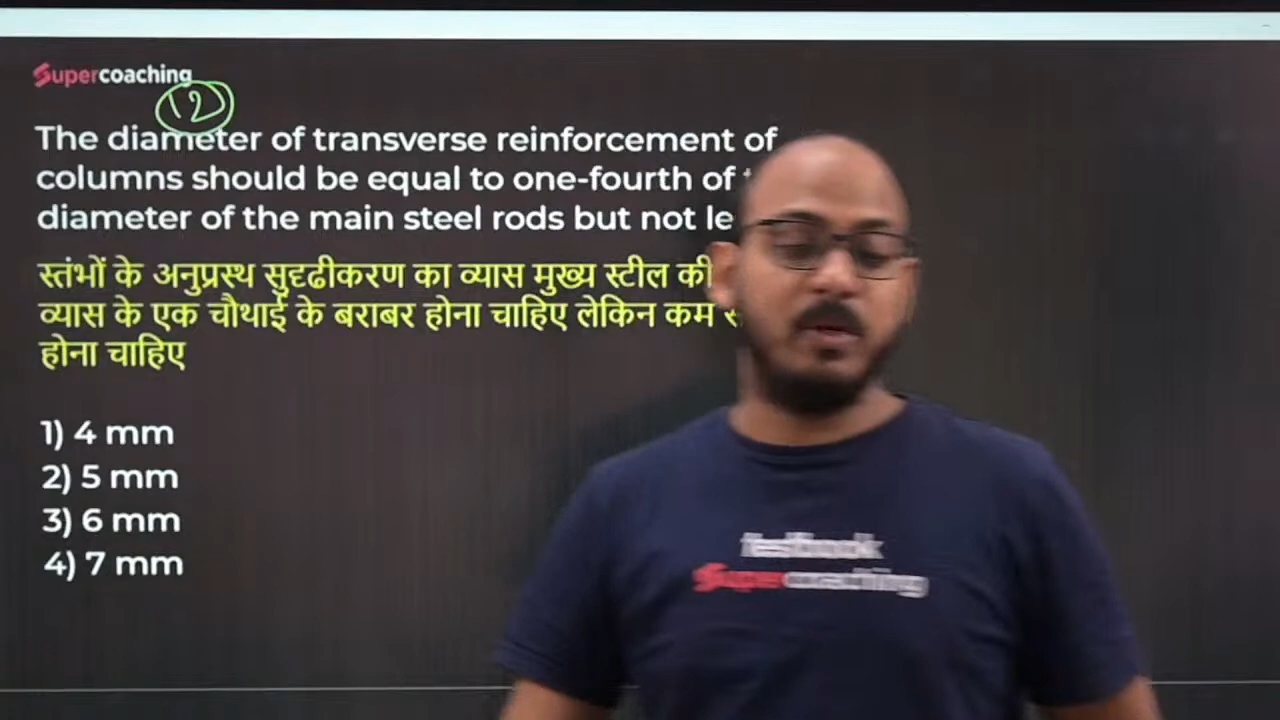 Supercoaching
12
The diameter of transverse reinforcement of
columns should be equal to one-fourth of
diameter of the main steel rods but not
स्तंभों के अनुप्रस्थ सुदृढीकरण का व्यास मुख्य स्टील की
व्यास के एक चौथाई के बराबर होना चाहिए लेकिन कम
होना चाहिए
1) 4 mm
2) 5 mm
3) 6 mm
4) 7 mm
testbook
Supercoaching